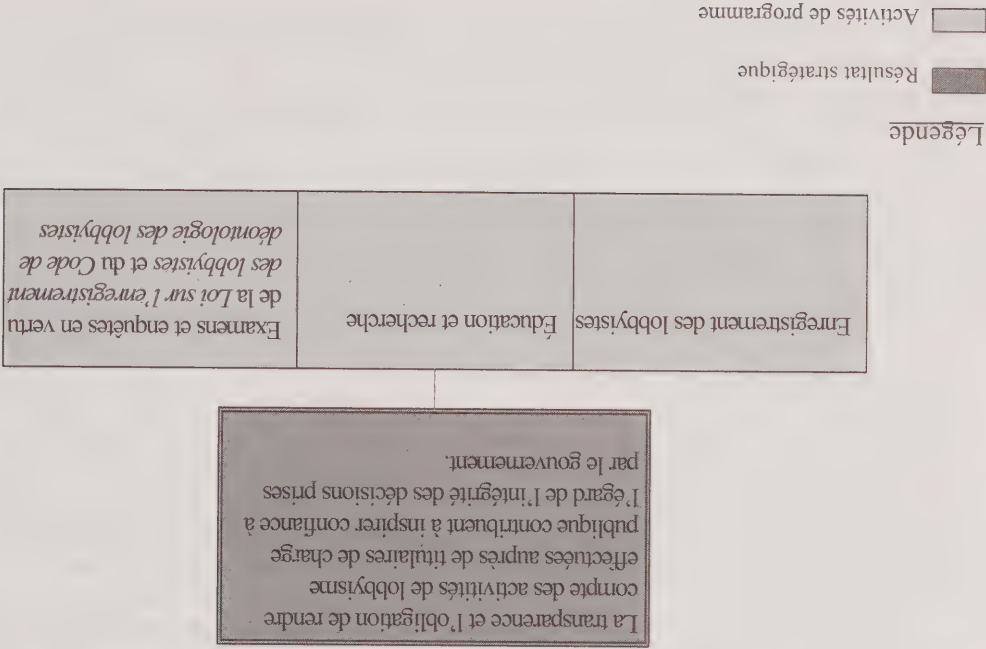 La transparence et l'obligation de rendre
compte des activitités de lobbyisme
effectuées auprès de titulaires de charge
publique contribuent à inspirer confiance à
l'égard de l'intégrité des décisions prises
par le gouvernement.
Enregistrement des lobbyistes
Éducation et recherche
Examens et enquêtes en vertu
de la Loi sur l'enregistrement
des lobbyistes et du Code de
déontologie des lobbyistes
Légende
Résultat stratégique
Activités de programme